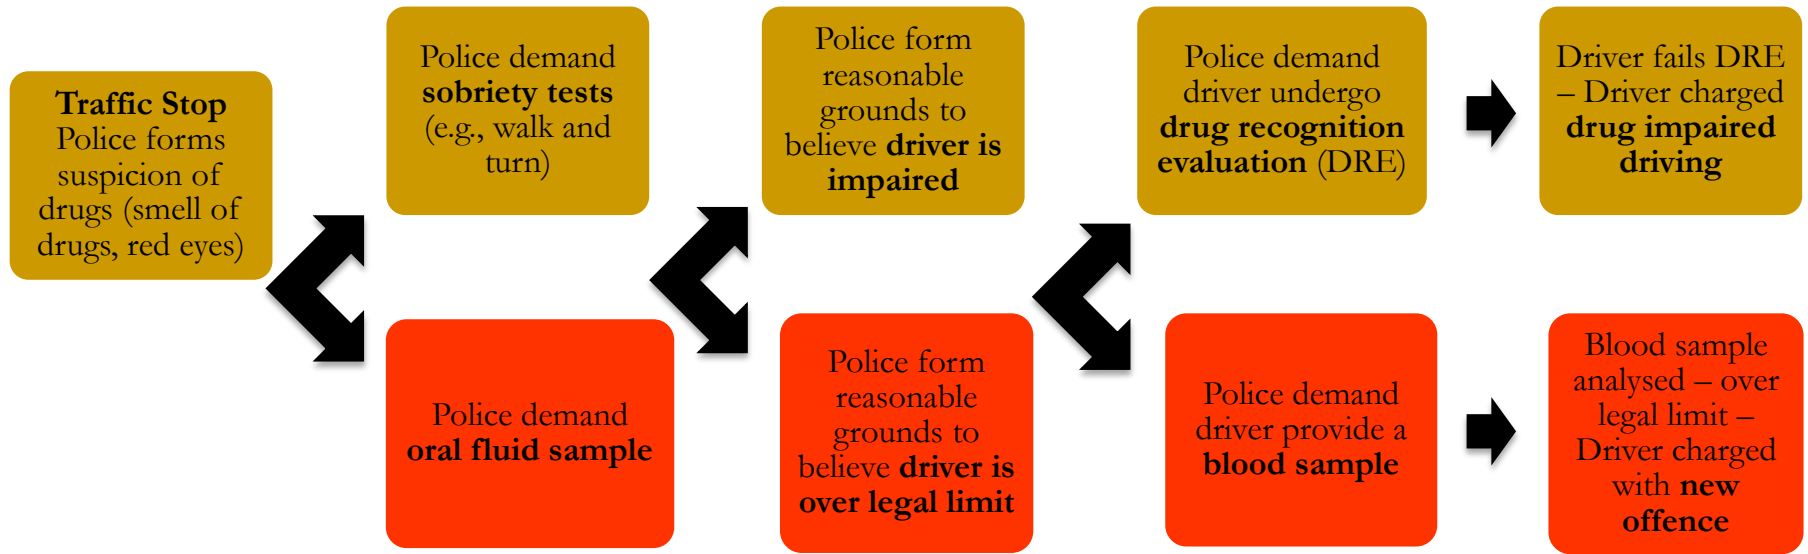 Traffic Stop
Police forms
suspicion of
drugs (smell of
drugs, red eyes)
Police demand
sobriety tests
(e.g., walk and
turn)
Police form
reasonable
grounds to
believe driver is
impaired
Police demand
driver undergo
drug recognition
evaluation (DRE)
Driver fails DRE
– Driver charged
drug impaired
driving
Police demand
oral fluid sample
Police form
reasonable
grounds to
believe driver is
over legal limit
Police demand
driver provide a
blood sample
Blood sample
analysed – over
legal limit –
Driver charged
with new
offence